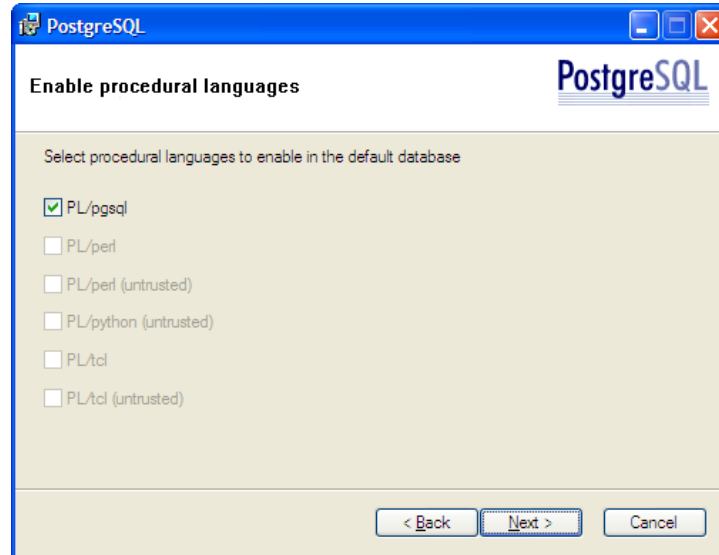 PostgreSQL
Enable procedural languages
PostgreSQL
Select procedural languages to enable in the default database
PL/pgsql
PL/perl
PL/perl (untrusted)
PL/python (untrusted)
PL/tcl
PL/tcl (untrusted)
< Back Next > Cancel